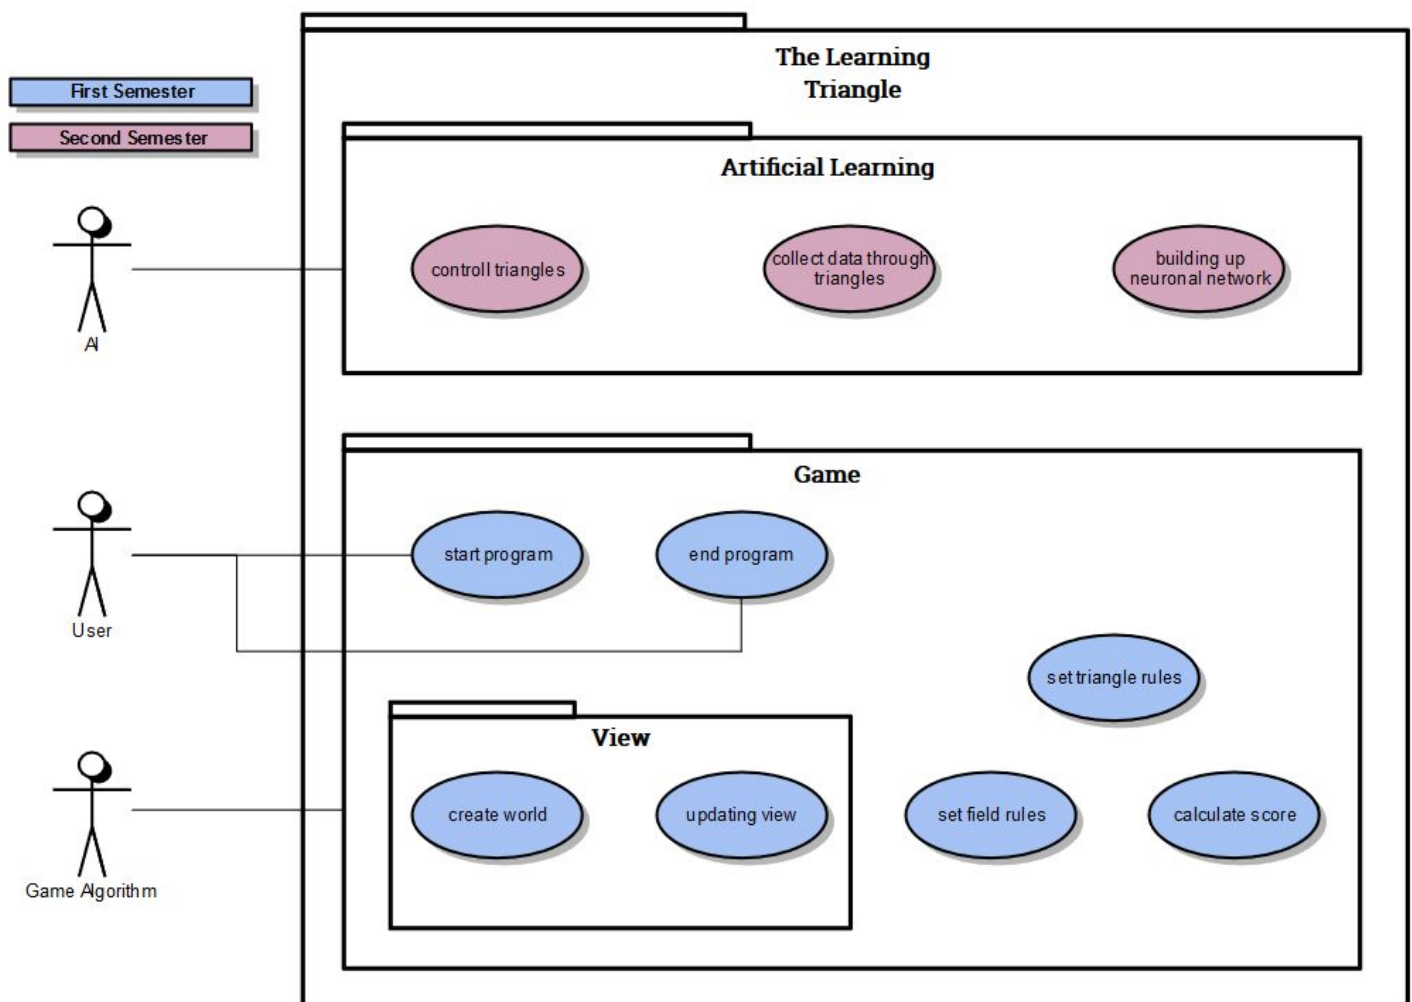 The Learning
Triangle
First Semester
Second Semester
Artificial Learning
controll triangles
collect data through
triangles
building up
neuronal network
AI
Game
start program
end program
User
set triangle rules
View
create world
updating view
set field rules
calculate score
Game Algorithm